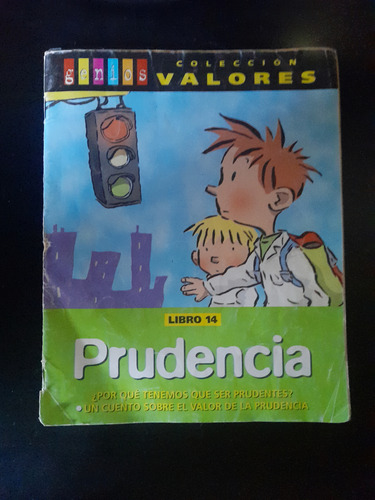 genios
COLECCIÓN
VALORES
LIBRO 14
Prudencia
¿POR QUÉ TENEMOS QUE SER PRUDENTES?
• UN CUENTO SOBRE EL VALOR DE LA PRUDENCIA